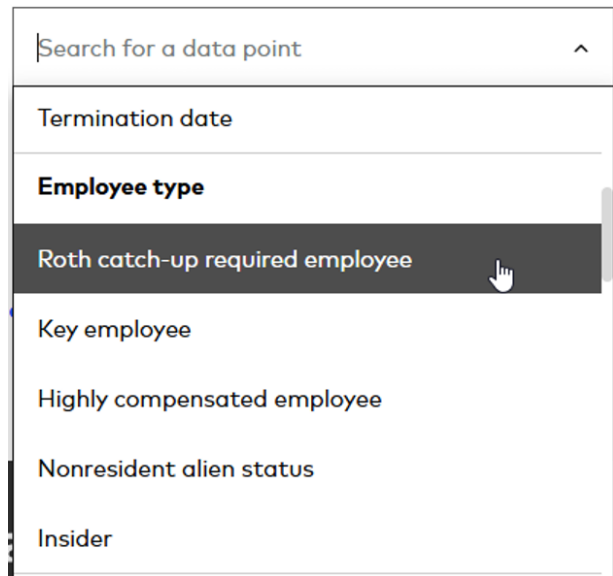 Search for a data point
Termination date
Employee type
Roth catch-up required employee
Key employee
Highly compensated employee
Nonresident alien status
Insider